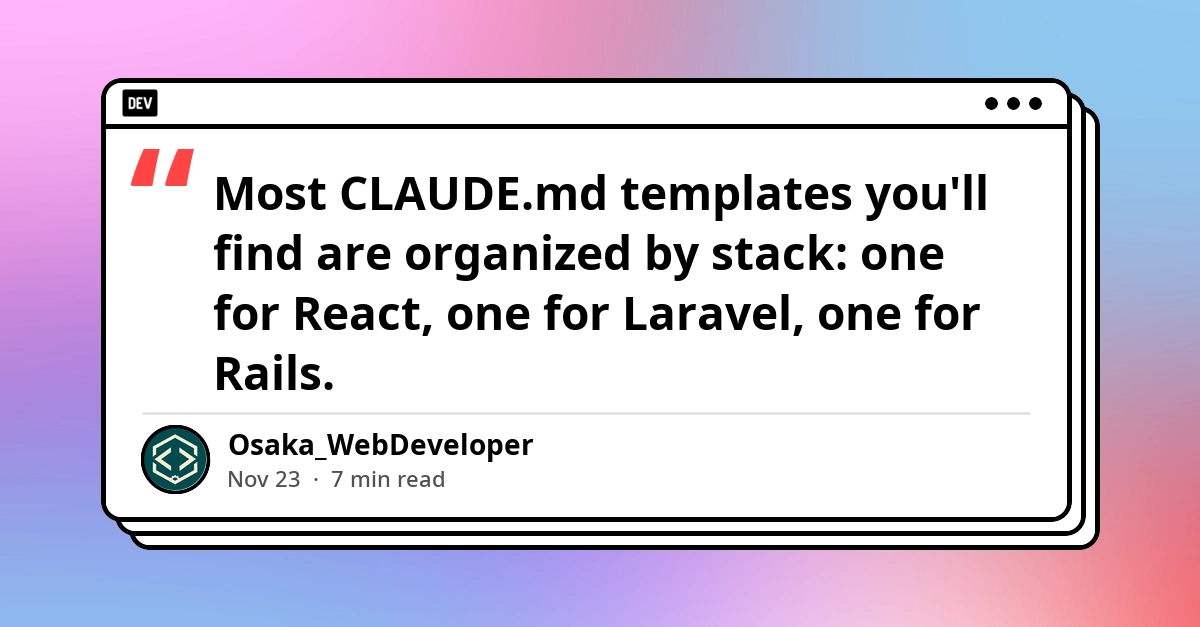 DEV
“
Most CLAUDE.md templates you'll
find are organized by stack: one
for React, one for Laravel, one for
Rails.
Osaka_WebDeveloper
Nov 23 · 7 min read